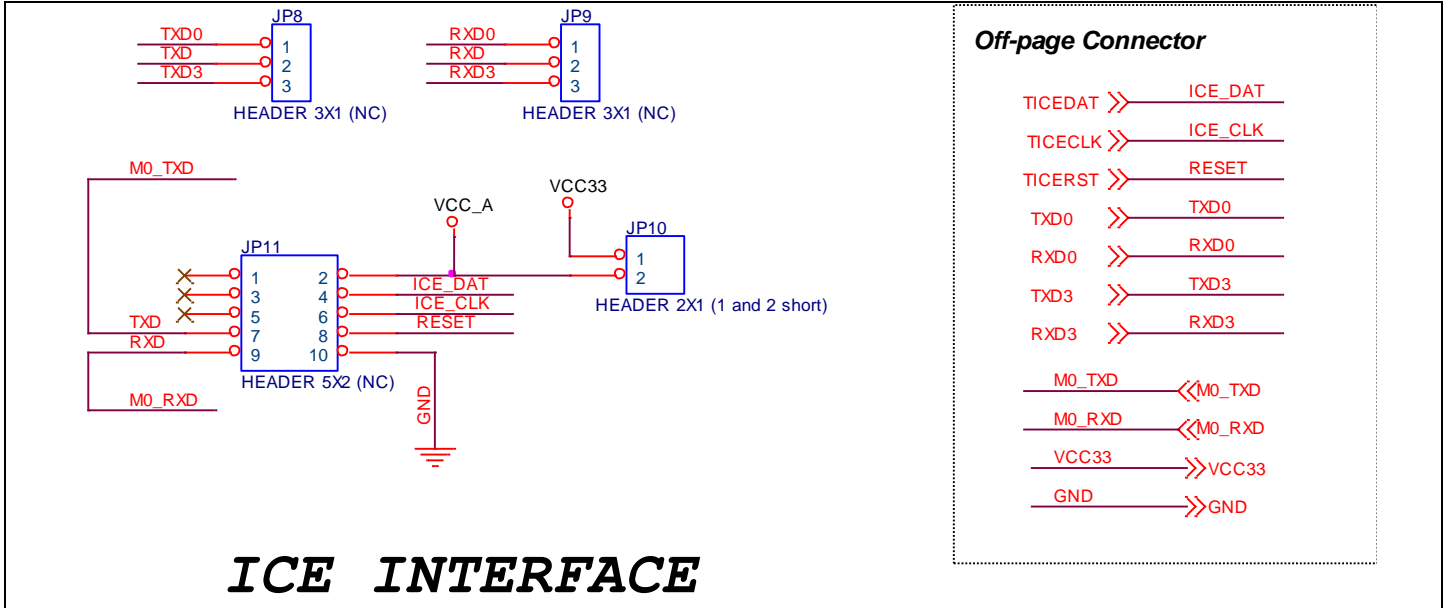 JP8
TXD0
TXD
TXD3
1
2
3
HEADER 3X1 (NC)
JP9
RXD0
RXD
RXD3
1
2
3
HEADER 3X1 (NC)
M0_TXD
VCC_A
VCC33
JP10
1
2
HEADER 2X1 (1 and 2 short)
JP11
1 2
3 4
5 6
7 8
9 10
TXD
RXD
ICE_DAT
ICE_CLK
RESET
HEADER 5X2 (NC)
M0_RXD
GND
ICE INTERFACE
Off-page Connector
TICEDAT ICE_DAT
TICECLK ICE_CLK
TICERST RESET
TXD0 TXD0
RXD0 RXD0
TXD3 TXD3
RXD3 RXD3
M0_TXD M0_TXD
M0_RXD M0_RXD
VCC33 VCC33
GND GND